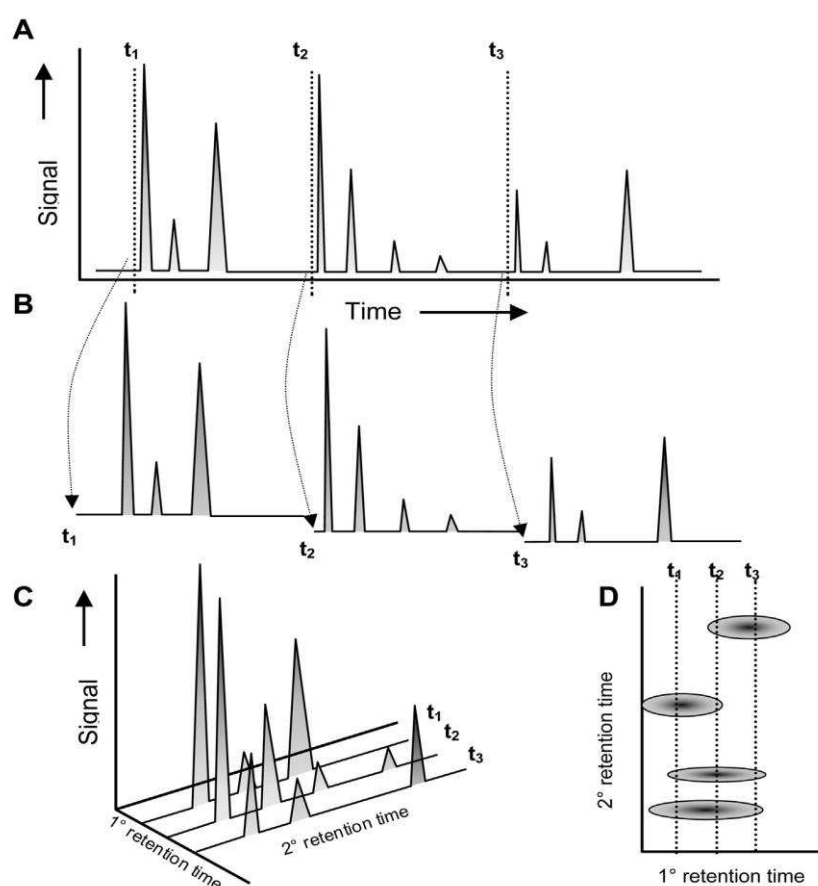 A
t₁ t₂ t₃
Signal
B
Time
t₁
t₂
t₃
C
Signal
t₁
t₂
t₃
1° retention time
2° retention time
D
t₁ t₂ t₃
2° retention time
1° retention time